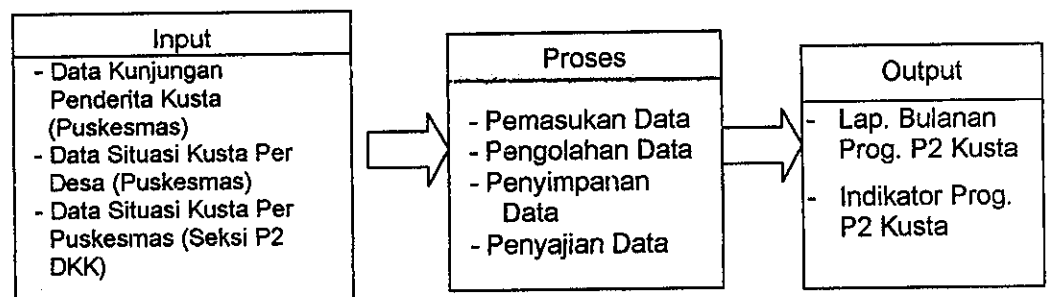 Input
- Data Kunjungan
Penderita Kusta
(Puskesmas)
- Data Situasi Kusta Per
Desa (Puskesmas)
- Data Situasi Kusta Per
Puskesmas (Seksi P2
DKK)
Proses
- Pemasukan Data
- Pengolahan Data
- Penyimpanan
Data
- Penyajian Data
Output
- Lap. Bulanan
Prog. P2 Kusta
- Indikator Prog.
P2 Kusta